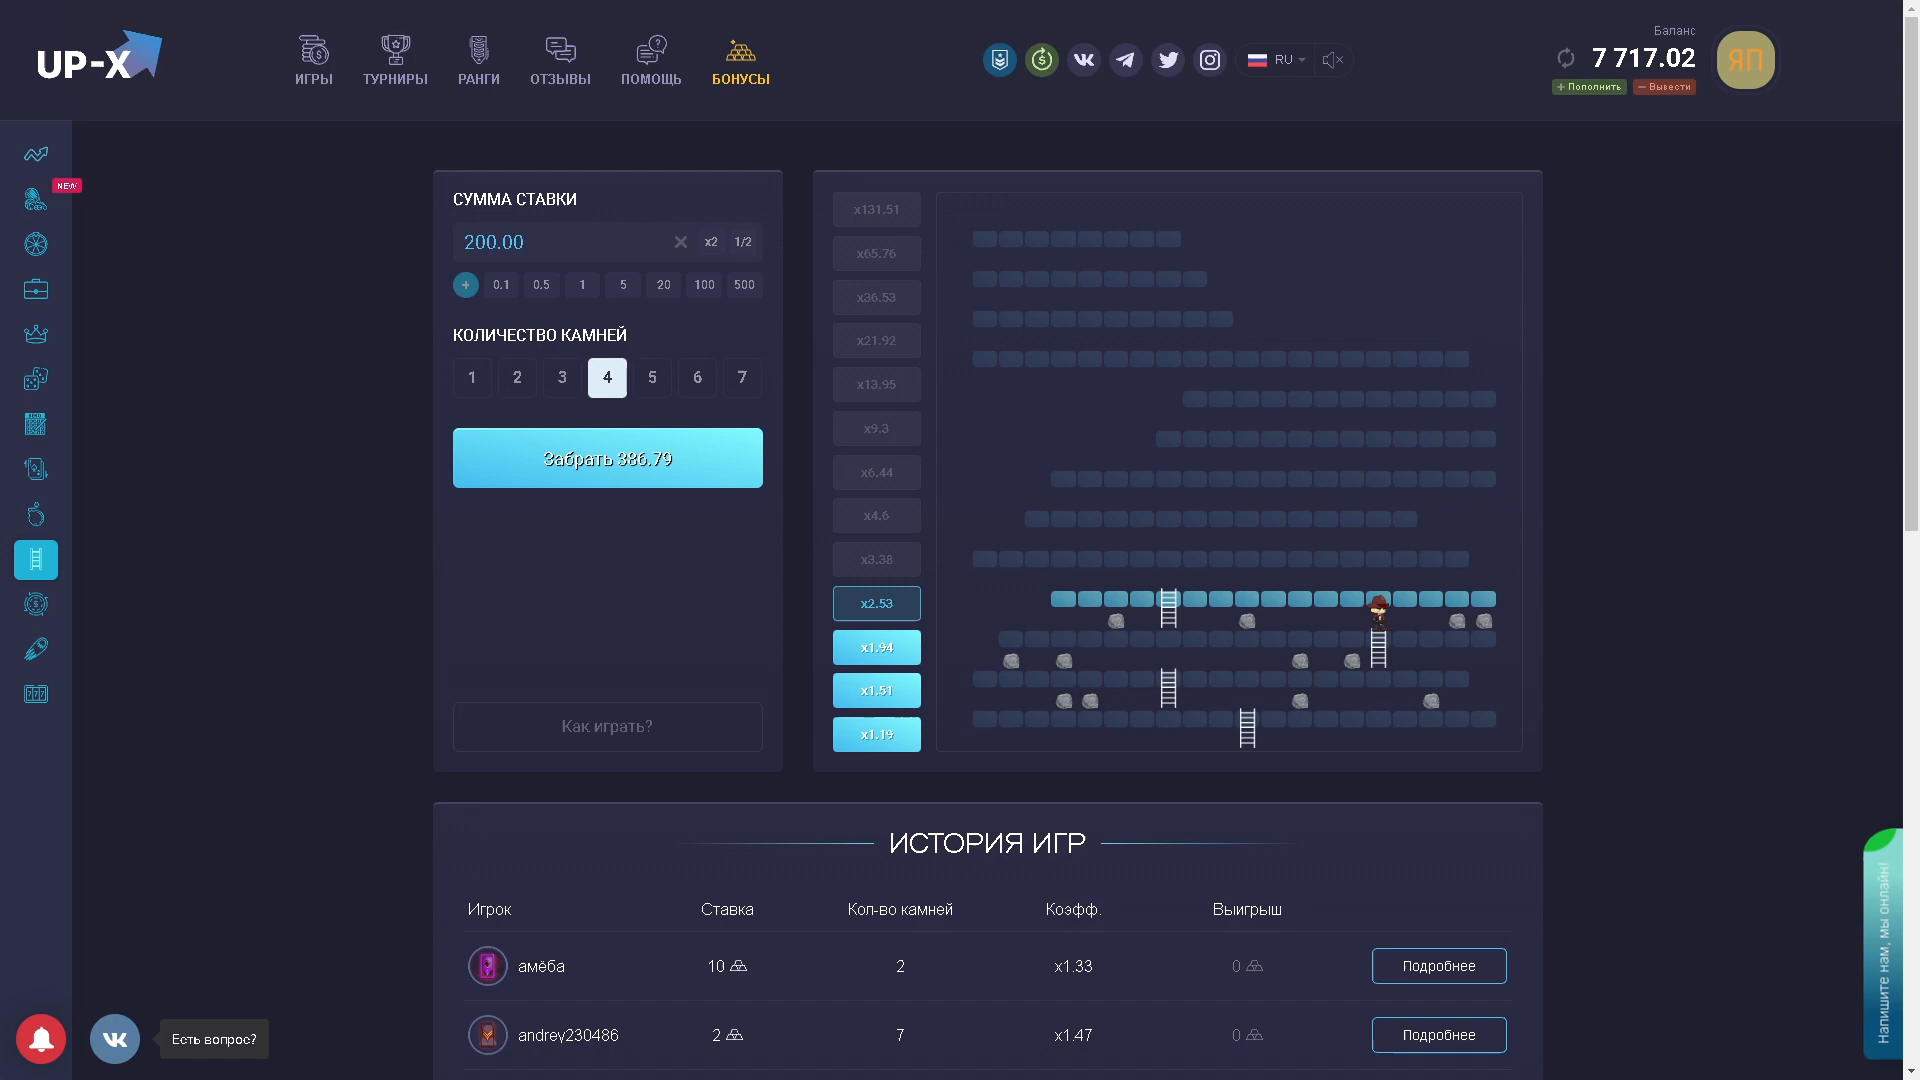 UP-X
ИГРЫ
ТУРНИРЫ
РАНГИ
ОТЗЫВЫ
ПОМОЩЬ
БОНУСЫ
RU
Баланс
7 717.02
+ Пополнить
− Вывести
ЯП
NEW
СУММА СТАВКИ
200.00
x2
1/2
+
0.1
0.5
1
5
20
100
500
КОЛИЧЕСТВО КАМНЕЙ
1
2
3
4
5
6
7
Забрать 386.79
Как играть?
x131.51
x65.76
x36.53
x21.92
x13.95
x9.3
x6.44
x4.6
x3.38
x2.53
x1.94
x1.51
x1.19
ИСТОРИЯ ИГР
Игрок Ставка Кол-во камней Коэфф. Выигрыш
амёба 10 2 x1.33 0 Подробнее
andrey230486 2 7 x1.47 0 Подробнее
Есть вопрос?
Напишите нам, мы онлайн!
777